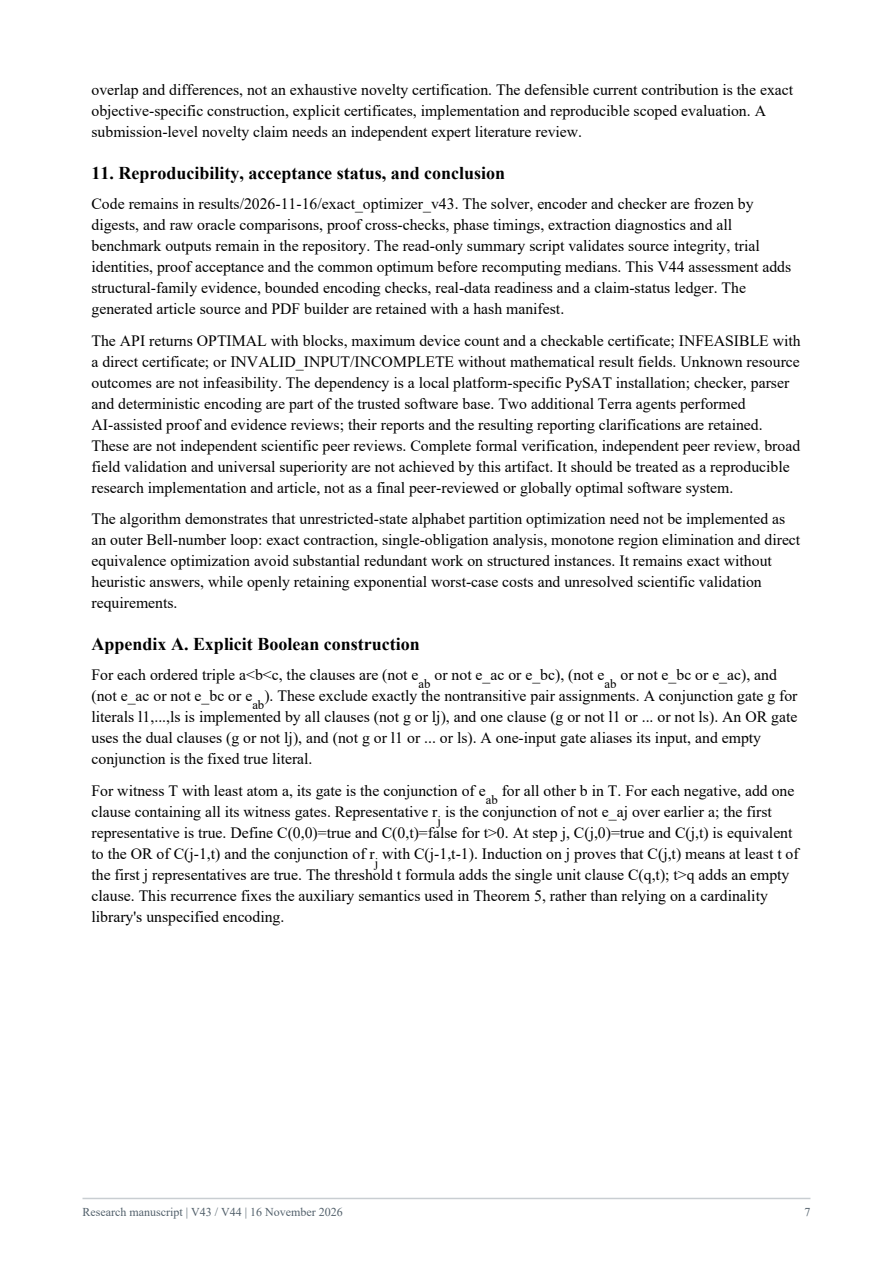 overlap and differences, not an exhaustive novelty certification. The defensible current contribution is the exact
objective-specific construction, explicit certificates, implementation and reproducible scoped evaluation. A
submission-level novelty claim needs an independent expert literature review.
11. Reproducibility, acceptance status, and conclusion
Code remains in results/2026-11-16/exact_optimizer_v43. The solver, encoder and checker are frozen by
digests, and raw oracle comparisons, proof cross-checks, phase timings, extraction diagnostics and all
benchmark outputs remain in the repository. The read-only summary script validates source integrity, trial
identities, proof acceptance and the common optimum before recomputing medians. This V44 assessment adds
structural-family evidence, bounded encoding checks, real-data readiness and a claim-status ledger. The
generated article source and PDF builder are retained with a hash manifest.
The API returns OPTIMAL with blocks, maximum device count and a checkable certificate; INFEASIBLE with
a direct certificate; or INVALID_INPUT/INCOMPLETE without mathematical result fields. Unknown resource
outcomes are not infeasibility. The dependency is a local platform-specific PySAT installation; checker, parser
and deterministic encoding are part of the trusted software base. Two additional Terra agents performed
AI-assisted proof and evidence reviews; their reports and the resulting reporting clarifications are retained.
These are not independent scientific peer reviews. Complete formal verification, independent peer review, broad
field validation and universal superiority are not achieved by this artifact. It should be treated as a reproducible
research implementation and article, not as a final peer-reviewed or globally optimal software system.
The algorithm demonstrates that unrestricted-state alphabet partition optimization need not be implemented as
an outer Bell-number loop: exact contraction, single-obligation analysis, monotone region elimination and direct
equivalence optimization avoid substantial redundant work on structured instances. It remains exact without
heuristic answers, while openly retaining exponential worst-case costs and unresolved scientific validation
requirements.
Appendix A. Explicit Boolean construction
For each ordered triple a<b<c, the clauses are (not e_ab or not e_ac or e_bc), (not e_ab or not e_bc or e_ac), and
(not e_ac or not e_bc or e_ab). These exclude exactly the nontransitive pair assignments. A conjunction gate g for
literals l1,...,ls is implemented by all clauses (not g or lj), and one clause (g or not l1 or ... or not ls). An OR gate
uses the dual clauses (g or not lj), and (not g or l1 or ... or ls). A one-input gate aliases its input, and empty
conjunction is the fixed true literal.
For witness T with least atom a, its gate is the conjunction of e_ab for all other b in T. For each negative, add one
clause containing all its witness gates. Representative r_j is the conjunction of not e_aj over earlier a; the first
representative is true. Define C(0,0)=true and C(0,t)=false for t>0. At step j, C(j,0)=true and C(j,t) is equivalent
to the OR of C(j-1,t) and the conjunction of r_j with C(j-1,t-1). Induction on j proves that C(j,t) means at least t of
the first j representatives are true. The threshold t formula adds the single unit clause C(q,t); t>q adds an empty
clause. This recurrence fixes the auxiliary semantics used in Theorem 5, rather than relying on a cardinality
library's unspecified encoding.
Research manuscript | V43 / V44 | 16 November 2026
7